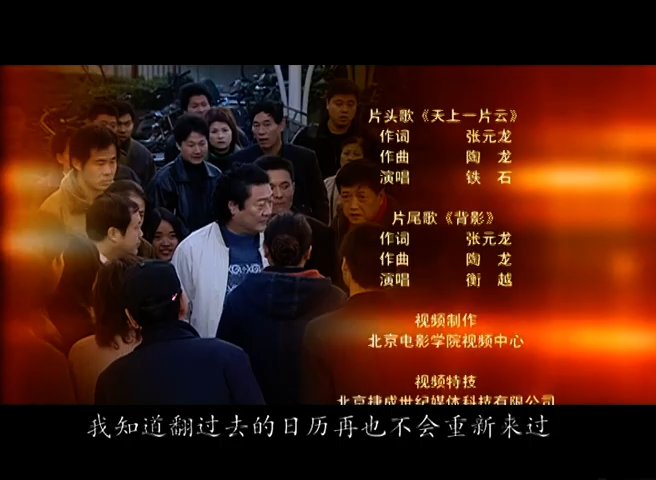 片头歌《天上一片云》
作词 张元龙
作曲 陶 龙
演唱 铁 石
片尾歌《背影》
作词 张元龙
作曲 陶 龙
演唱 衡 越
视频制作
北京电影学院视频中心
视频特技
北京捷成世纪媒体科技有限公司
我知道翻过去的日历再也不会重新来过